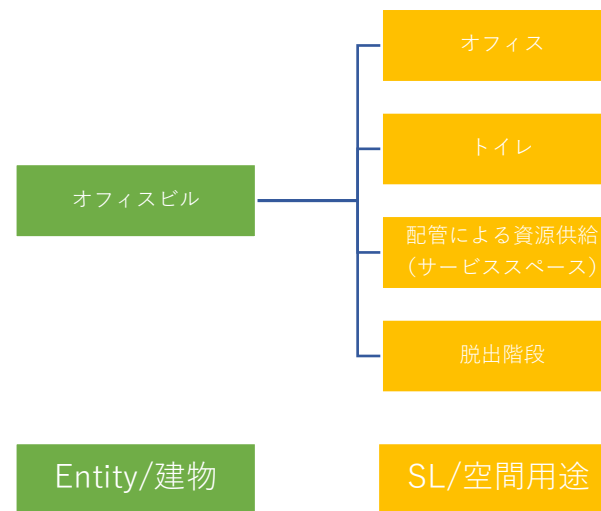 オフィス
トイレ
オフィスビル
配管による資源供給
(サービススペース)
脱出階段
Entity/建物
SL/空間用途